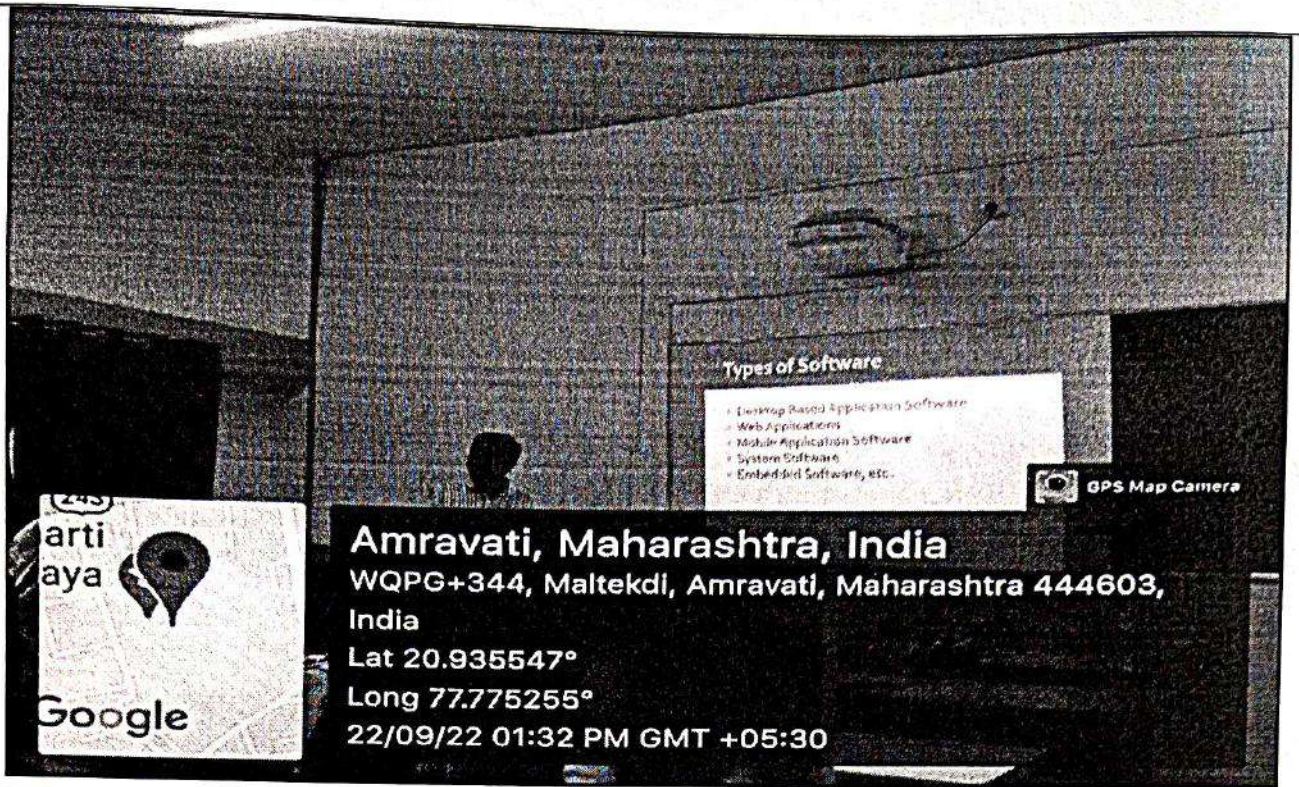 Types of Software
Desktop Based Application Software
Web Applications
Mobile Application Software
System Software
Embedded Software, etc.
GPS Map Camera
arti
aya
Google
Amravati, Maharashtra, India
WQPG+344, Maltekdi, Amravati, Maharashtra 444603,
India
Lat 20.935547°
Long 77.775255°
22/09/22 01:32 PM GMT +05:30